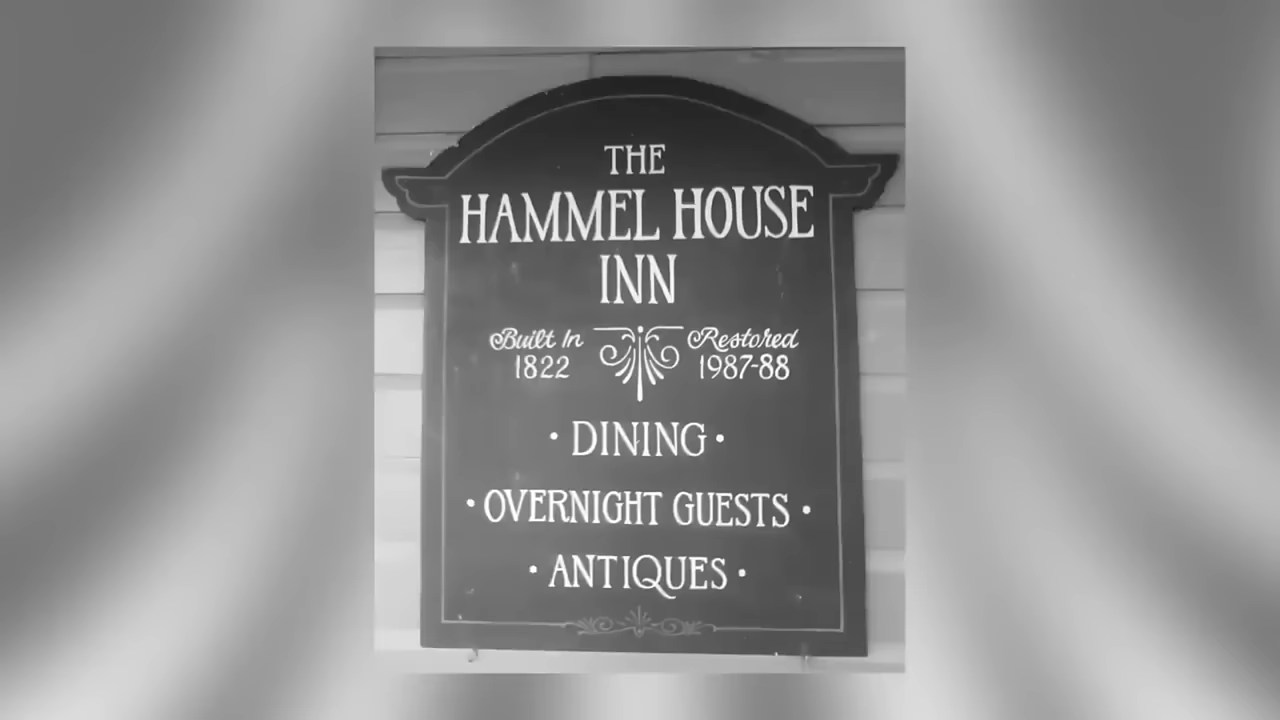 THE
HAMMEL HOUSE
INN
Built In Restored
1822 1987-88
• DINING •
• OVERNIGHT GUESTS •
• ANTIQUES •